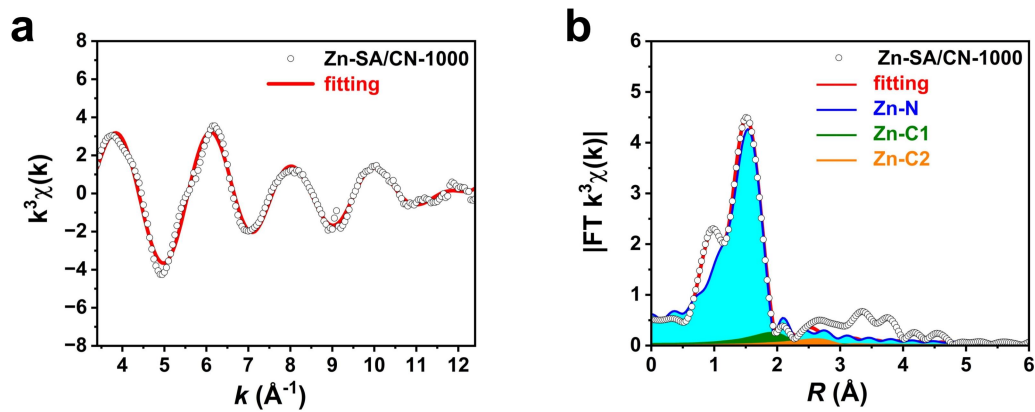 a
Zn-SA/CN-1000
fitting
8
6
4
2
0
−2
−4
−6
−8
k³χ(k)
4 5 6 7 8 9 10 11 12
k (Å⁻¹)
b
Zn-SA/CN-1000
fitting
Zn-N
Zn-C1
Zn-C2
6
5
4
3
2
1
0
|FT k³χ(k)|
0 1 2 3 4 5 6
R (Å)